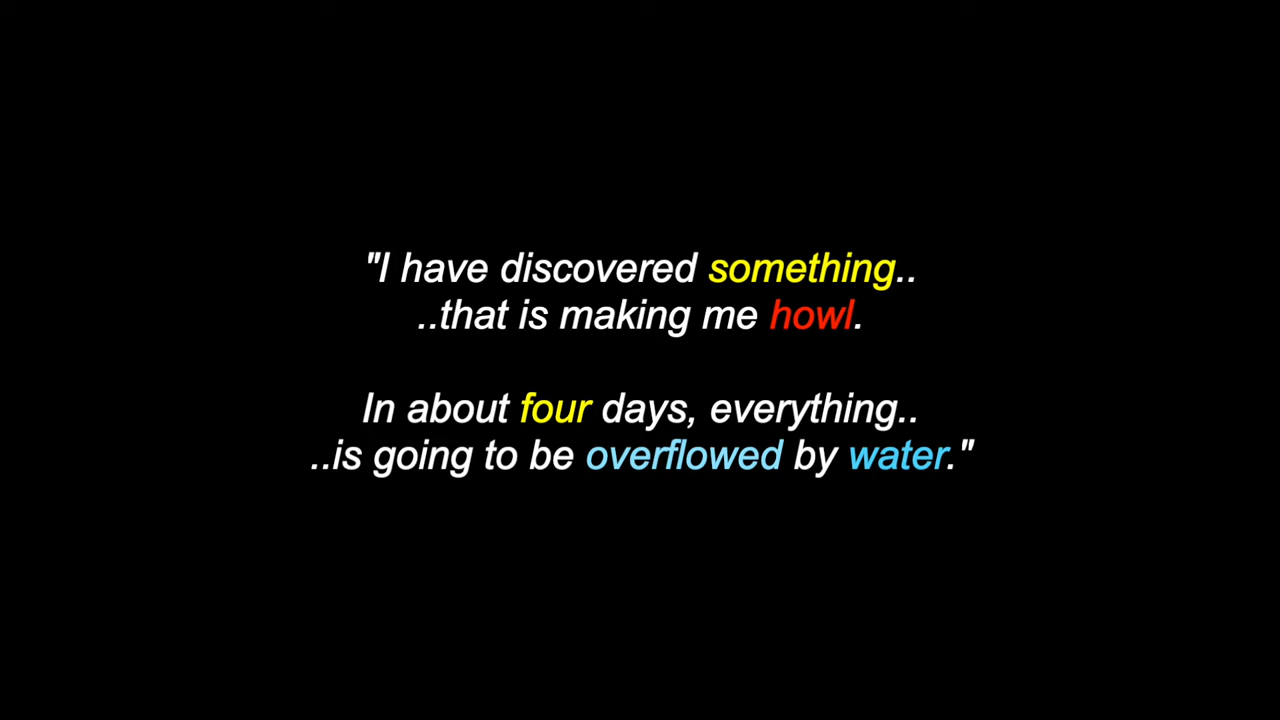 "I have discovered something..
..that is making me howl.
In about four days, everything..
..is going to be overflowed by water."